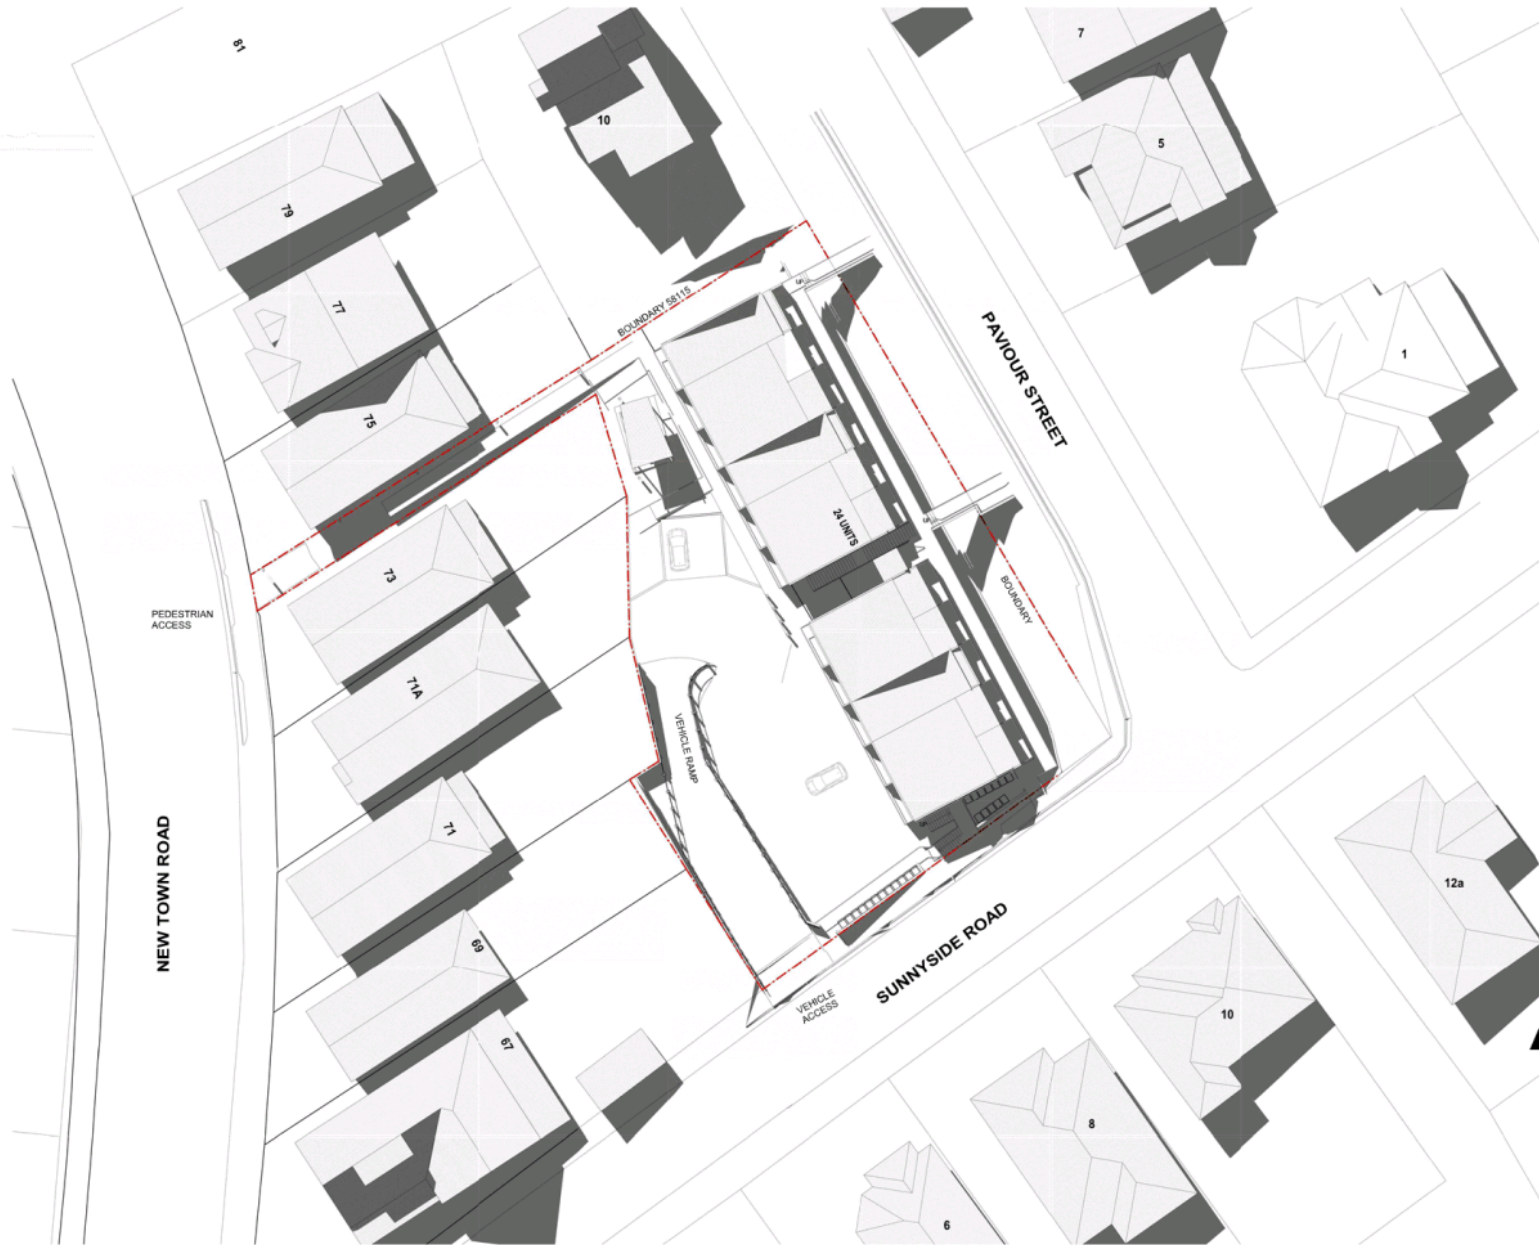 81
10
7
5
79
77
BOUNDARY 58115
PAVIOUR STREET
1
75
24 UNITS
73
BOUNDARY
PEDESTRIAN
ACCESS
71A
VEHICLE RAMP
71
NEW TOWN ROAD
12a
69
SUNNYSIDE ROAD
VEHICLE
ACCESS
10
67
8
6